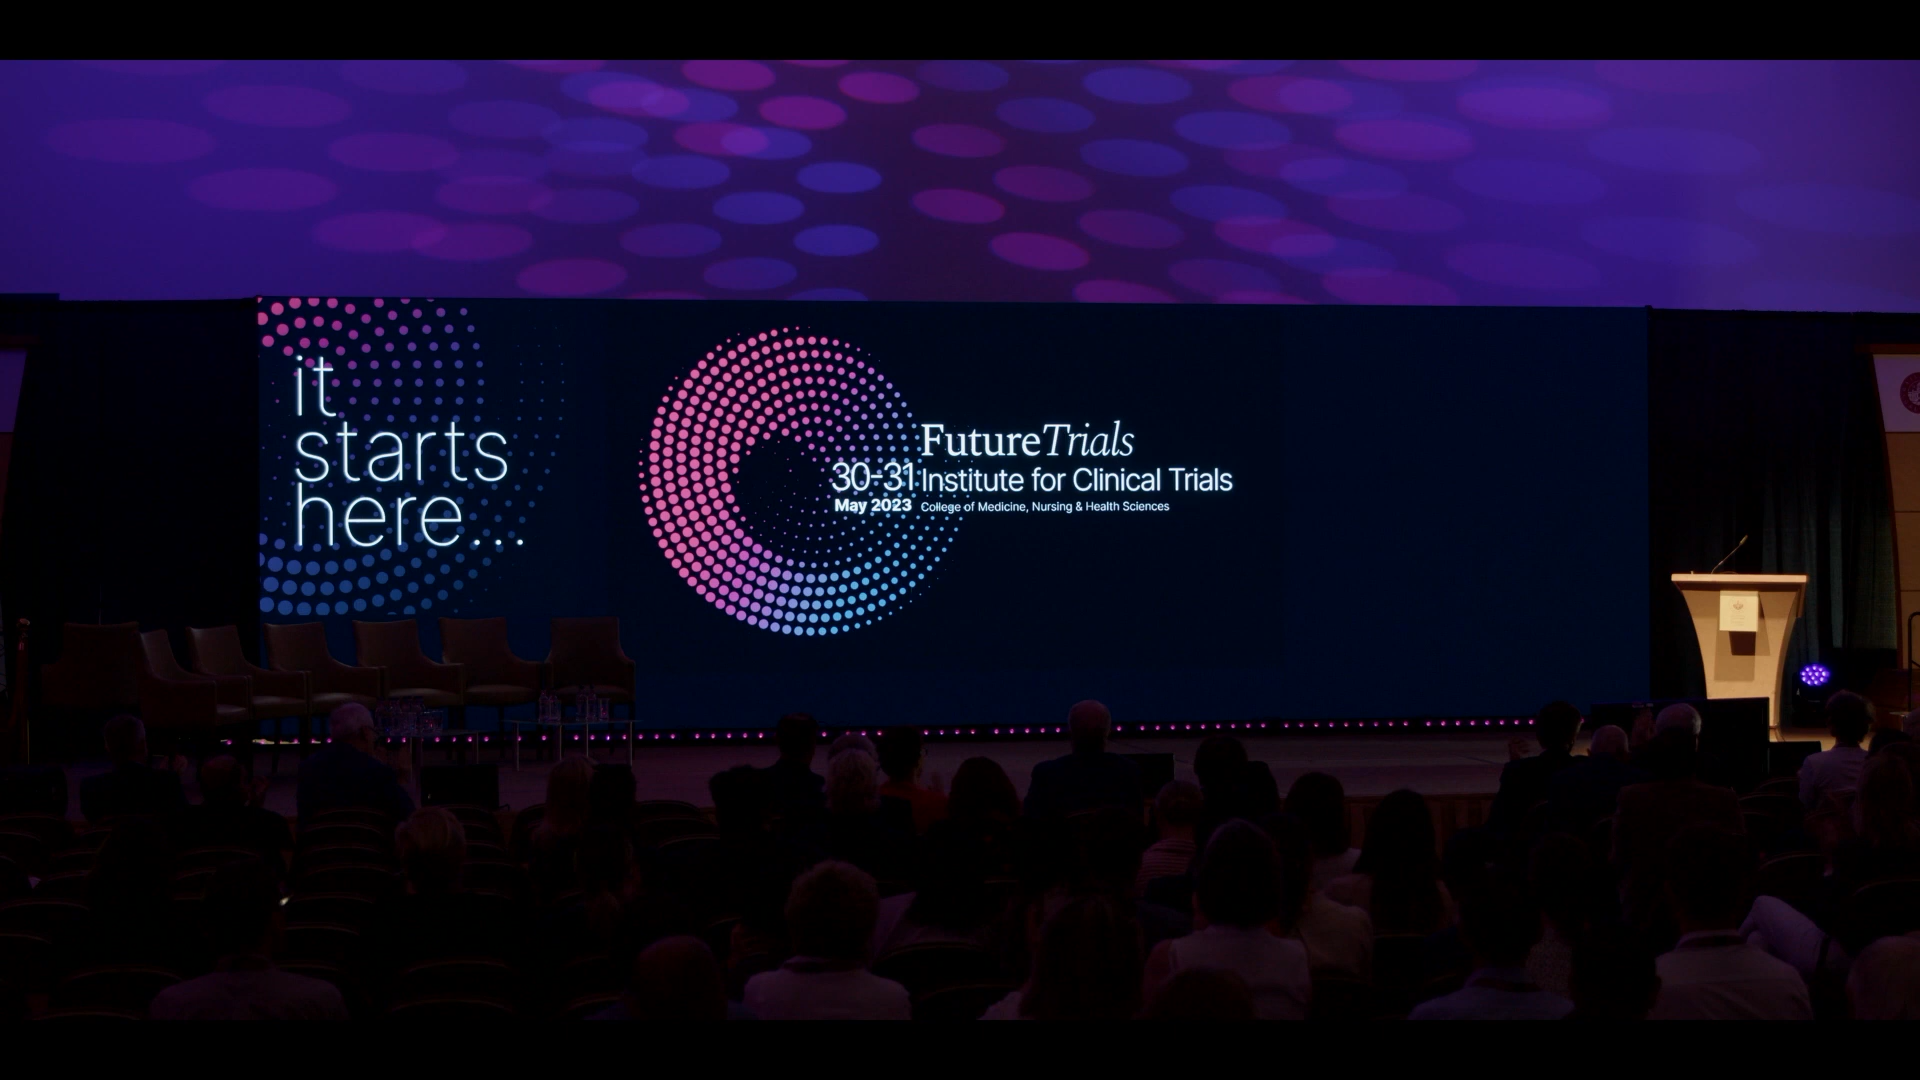 it
starts
here...
FutureTrials
30-31
Institute for Clinical Trials
May 2023
College of Medicine, Nursing & Health Sciences